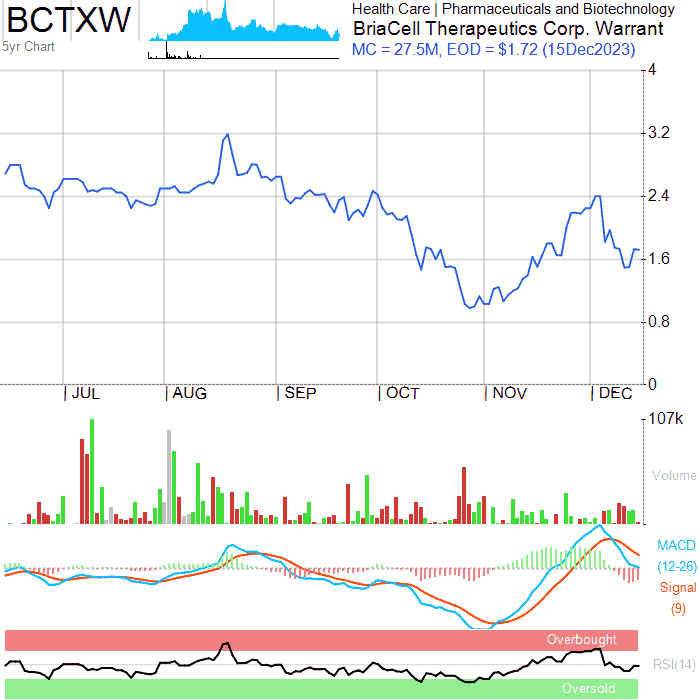 BCTXW
5yr Chart
Health Care | Pharmaceuticals and Biotechnology
BriaCell Therapeutics Corp. Warrant
MC = 27.5M, EOD = $1.72 (15Dec2023)
4
3.2
2.4
1.6
0.8
0
JUL AUG SEP OCT NOV DEC
107k
Volume
MACD
(12-26)
Signal
(9)
Overbought
RSI(14)
Oversold